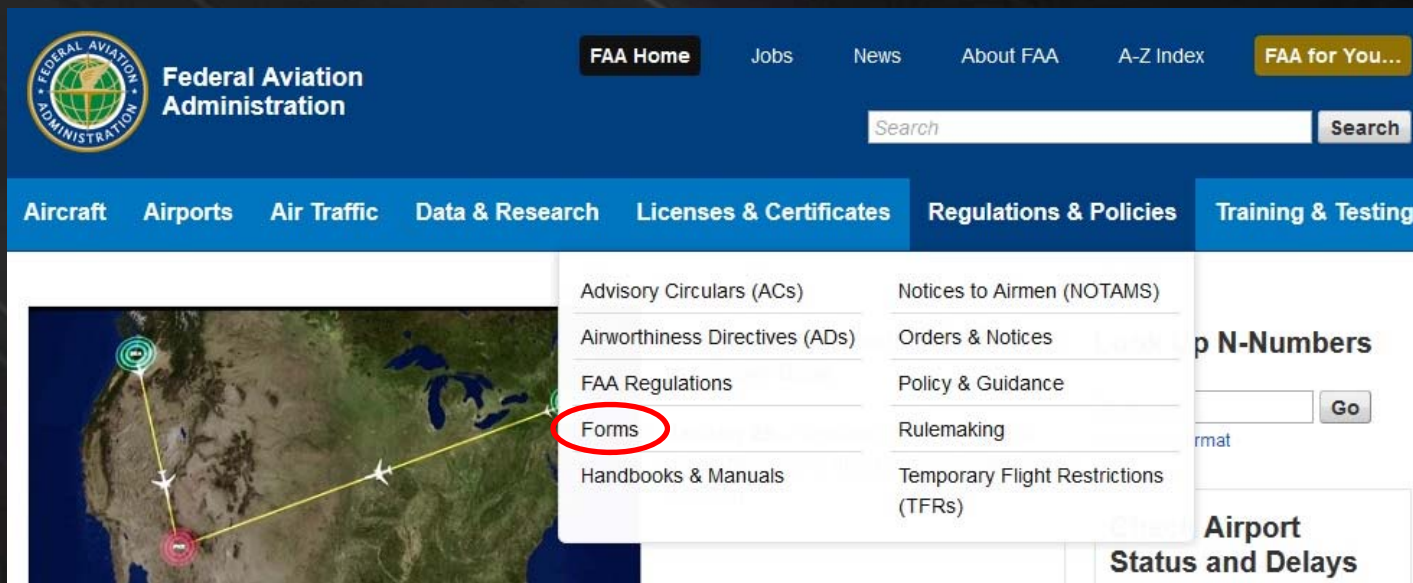 FEDERAL AVIATION
ADMINISTRATION
Federal Aviation
Administration
FAA Home Jobs News About FAA A-Z Index FAA for You...
Search Search
Aircraft Airports Air Traffic Data & Research Licenses & Certificates Regulations & Policies Training & Testing
Advisory Circulars (ACs) Notices to Airmen (NOTAMS)
Airworthiness Directives (ADs) Orders & Notices
p N-Numbers
FAA Regulations Policy & Guidance
Go
Forms Rulemaking
rmat
Handbooks & Manuals Temporary Flight Restrictions
(TFRs)
Airport
Status and Delays